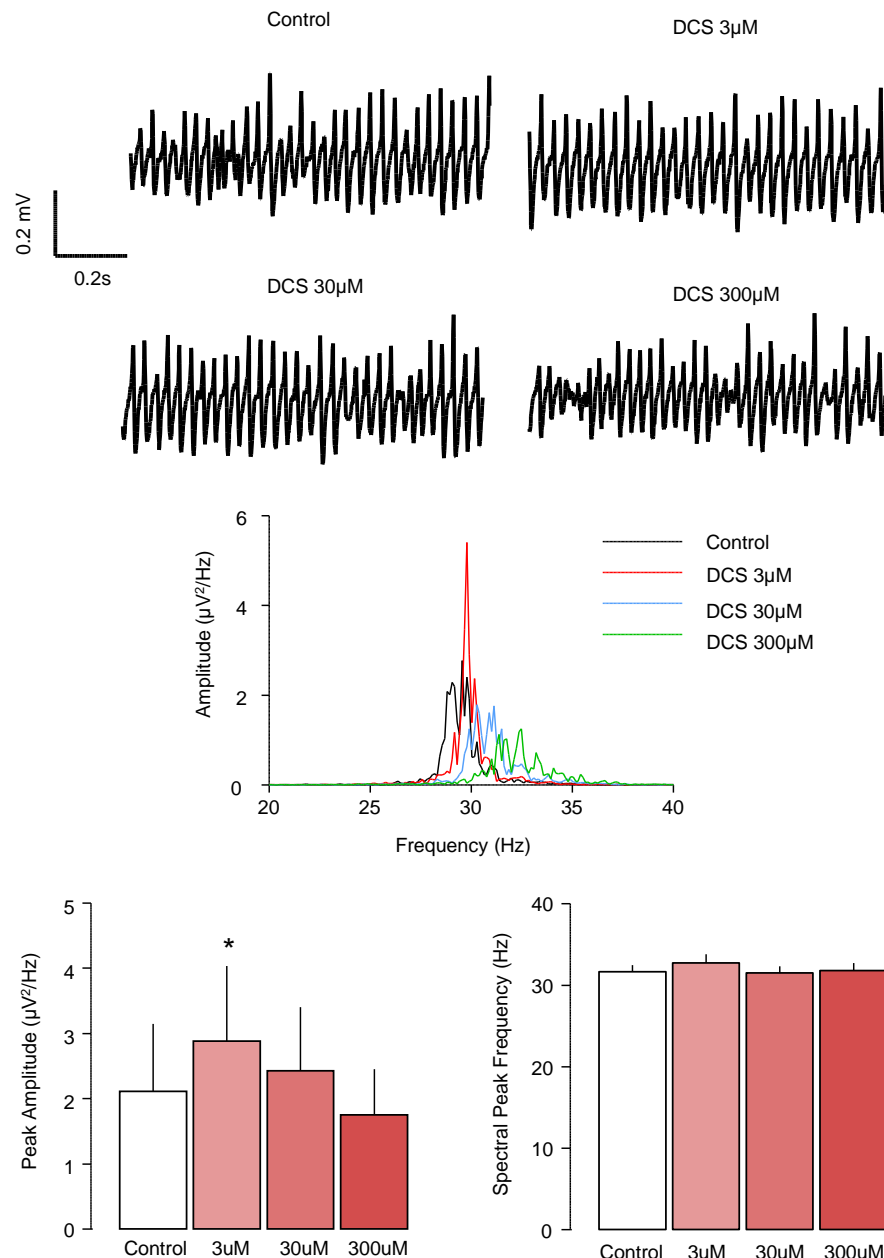 Control
DCS 3µM
0.2 mV
0.2s
DCS 30µM
DCS 300µM
6
4
2
0
Amplitude (µV²/Hz)
20 25 30 35 40
Frequency (Hz)
Control
DCS 3µM
DCS 30µM
DCS 300µM
5
4
3
2
1
0
Peak Amplitude (µV²/Hz)
*
Control 3uM 30uM 300uM
40
30
20
10
0
Spectral Peak Frequency (Hz)
Control 3uM 30uM 300uM